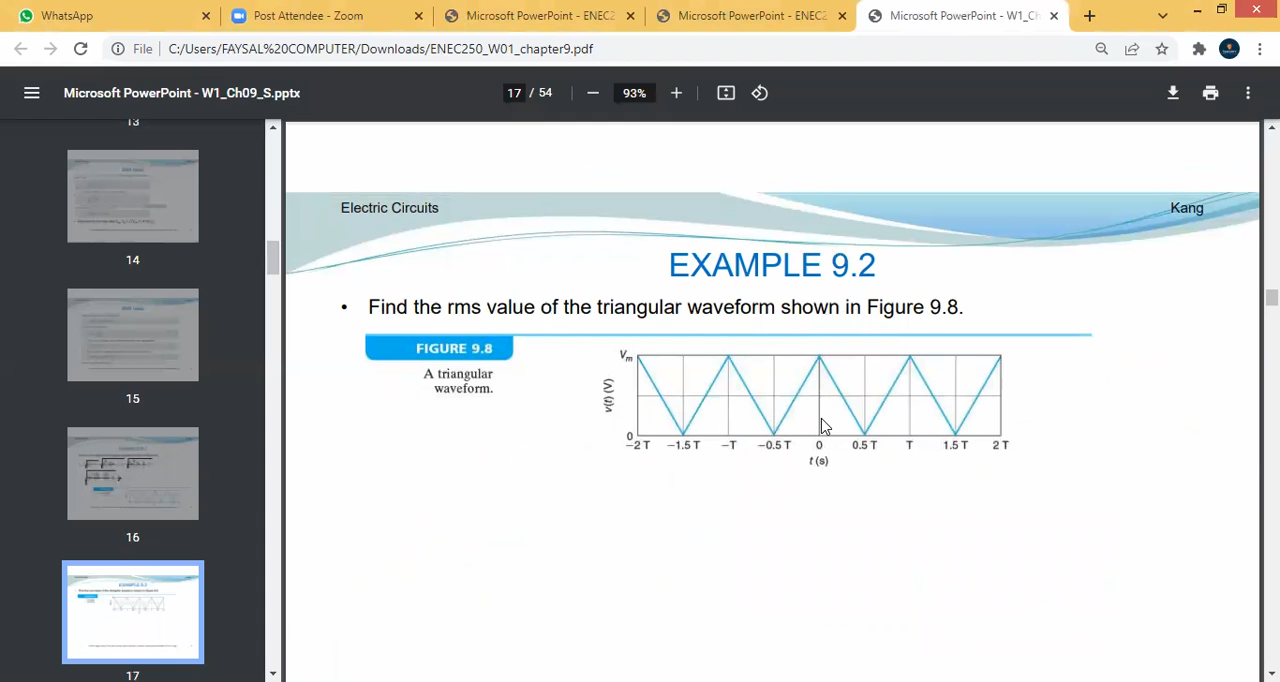 WhatsApp
Post Attendee - Zoom
Microsoft PowerPoint - ENEC2
Microsoft PowerPoint - ENEC2
Microsoft PowerPoint - W1_Ch
File
C:/Users/FAYSAL%20COMPUTER/Downloads/ENEC250_W01_chapter9.pdf
Microsoft PowerPoint - W1_Ch09_S.pptx
17 / 54
93%
13
14
15
16
17
Electric Circuits
Kang
EXAMPLE 9.2
• Find the rms value of the triangular waveform shown in Figure 9.8.
FIGURE 9.8
A triangular
waveform.
Vm
v(t) (V)
0
−2 T −1.5 T −T −0.5 T 0 0.5 T T 1.5 T 2 T
t (s)